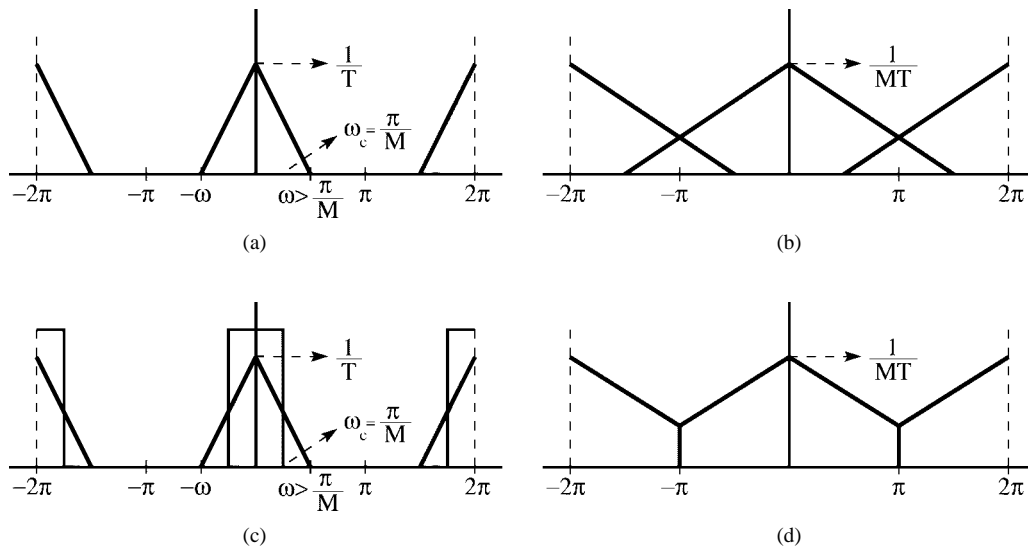 1/T
ω_c = π/M
−2π −π −ω ω > π/M π 2π
(a)
1/MT
−2π −π π 2π
(b)
1/T
ω_c = π/M
−2π −π −ω ω > π/M π 2π
(c)
1/MT
−2π −π π 2π
(d)